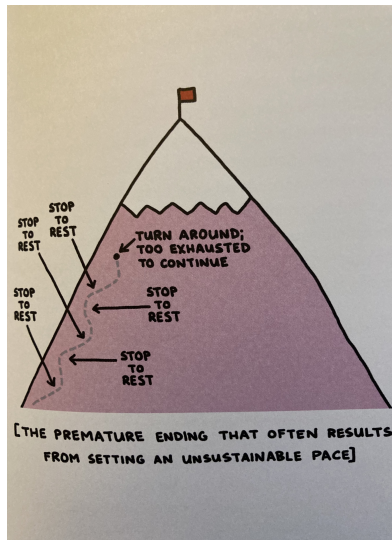 STOP
TO
REST
STOP
TO
REST
TURN AROUND;
TOO EXHAUSTED
TO CONTINUE
STOP
TO
REST
STOP
TO
REST
STOP
TO
REST
[THE PREMATURE ENDING THAT OFTEN RESULTS
FROM SETTING AN UNSUSTAINABLE PACE]